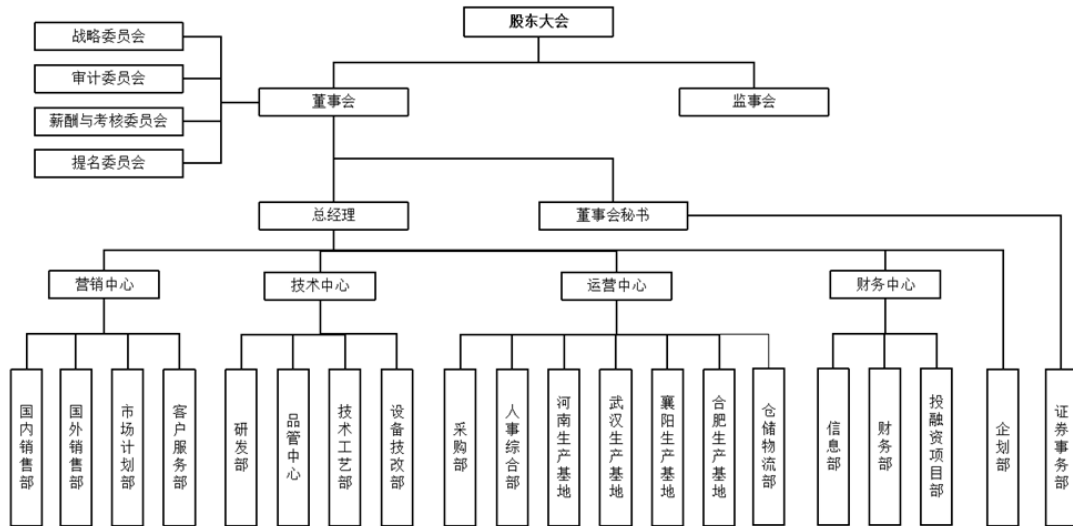 股东大会
战略委员会
审计委员会
薪酬与考核委员会
提名委员会
董事会
监事会
总经理
董事会秘书
营销中心
技术中心
运营中心
财务中心
国内销售部
国外销售部
市场计划部
客户服务部
研发部
品管中心
技术工艺部
设备技改部
采购部
人事综合部
河南生产基地
武汉生产基地
襄阳生产基地
合肥生产基地
仓储物流部
信息部
财务部
投融资项目部
企划部
证券事务部